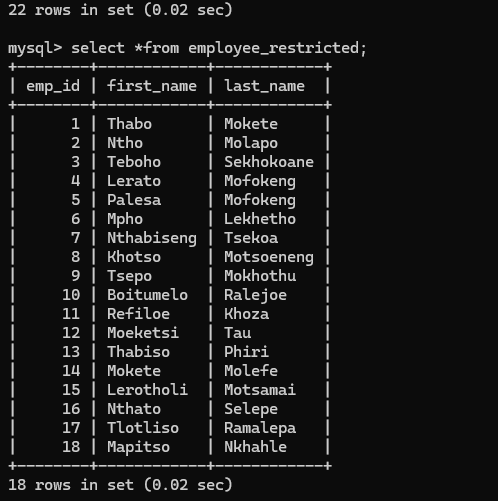 22 rows in set (0.02 sec)
mysql> select *from employee_restricted;
+--------+------------+------------+
| emp_id | first_name | last_name  |
+--------+------------+------------+
|      1 | Thabo      | Mokete     |
|      2 | Ntho       | Molapo     |
|      3 | Teboho     | Sekhokoane |
|      4 | Lerato     | Mofokeng   |
|      5 | Palesa     | Mofokeng   |
|      6 | Mpho       | Lekhetho   |
|      7 | Nthabiseng | Tsekoa     |
|      8 | Khotso     | Motsoeneng |
|      9 | Tsepo      | Mokhothu   |
|     10 | Boitumelo  | Ralejoe    |
|     11 | Refiloe    | Khoza      |
|     12 | Moeketsi   | Tau        |
|     13 | Thabiso    | Phiri      |
|     14 | Mokete     | Molefe     |
|     15 | Lerotholi  | Motsamai   |
|     16 | Nthato     | Selepe     |
|     17 | Tlotliso   | Ramalepa   |
|     18 | Mapitso    | Nkhahle    |
+--------+------------+------------+
18 rows in set (0.02 sec)